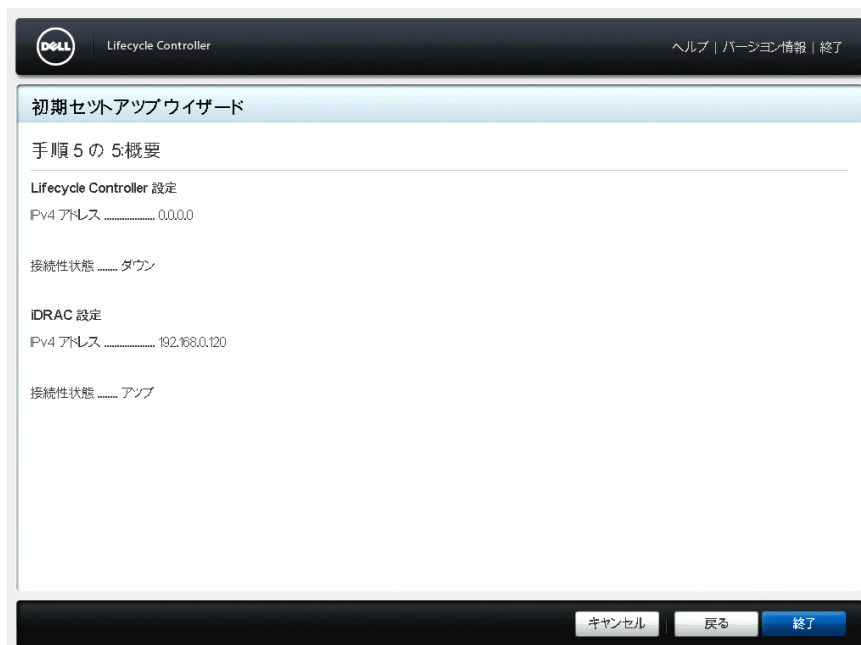 DELL
Lifecycle Controller
ヘルプ | バージョン情報 | 終了
初期セットアップ ウィザード
手順 5 の 5:概要
Lifecycle Controller 設定
IPv4 アドレス .................. 0.0.0.0
接続性状態 ....... ダウン
iDRAC 設定
IPv4 アドレス .................. 192.168.0.120
接続性状態 ....... アップ
キャンセル
戻る
終了